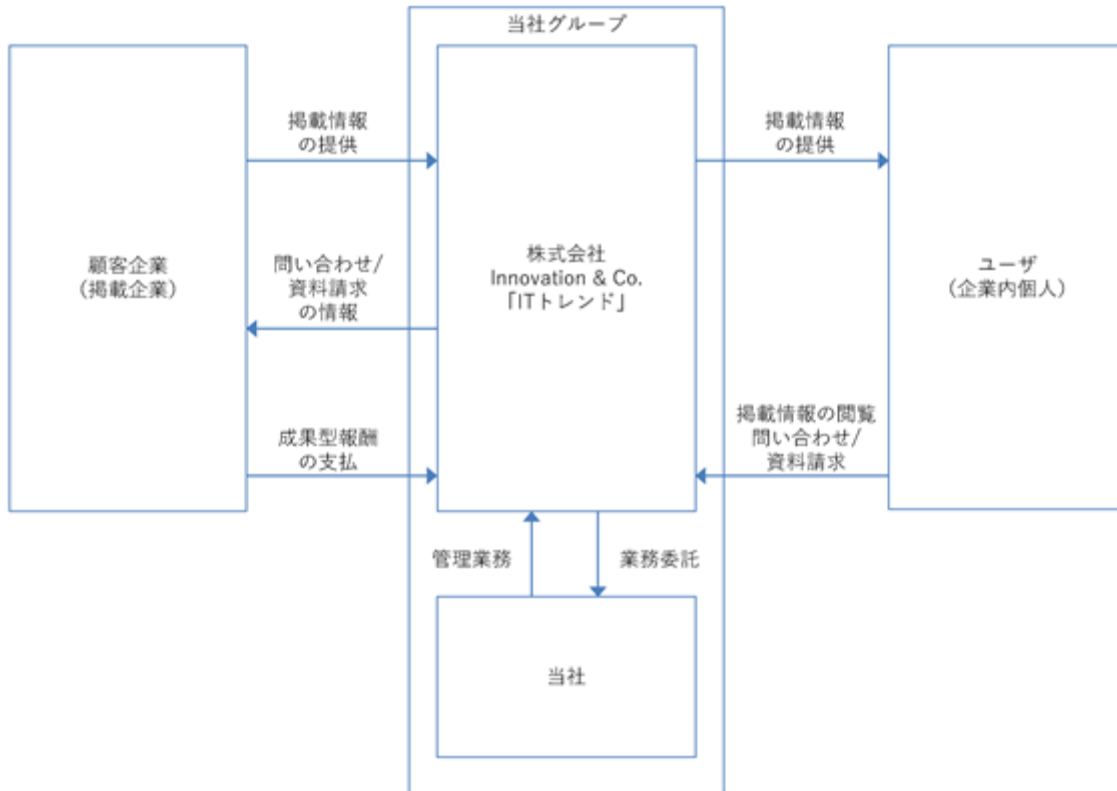 当社グループ
掲載情報
の提供
掲載情報
の提供
顧客企業
(掲載企業)
問い合わせ/
資料請求
の情報
株式会社
Innovation & Co.
「ITトレンド」
ユーザ
(企業内個人)
成果型報酬
の支払
掲載情報の閲覧
問い合わせ/
資料請求
管理業務
業務委託
当社